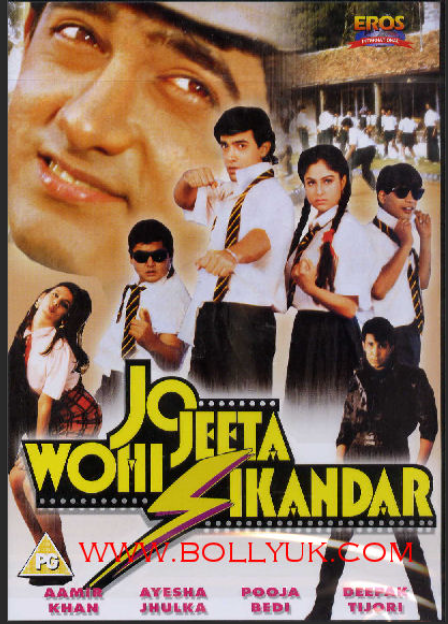 EROS
JO JEETA
WOHI SIKANDAR
WWW.BOLLYUK.COM
PG
AAMIR KHAN
AYESHA JHULKA
POOJA BEDI
DEEPAK TIJORI